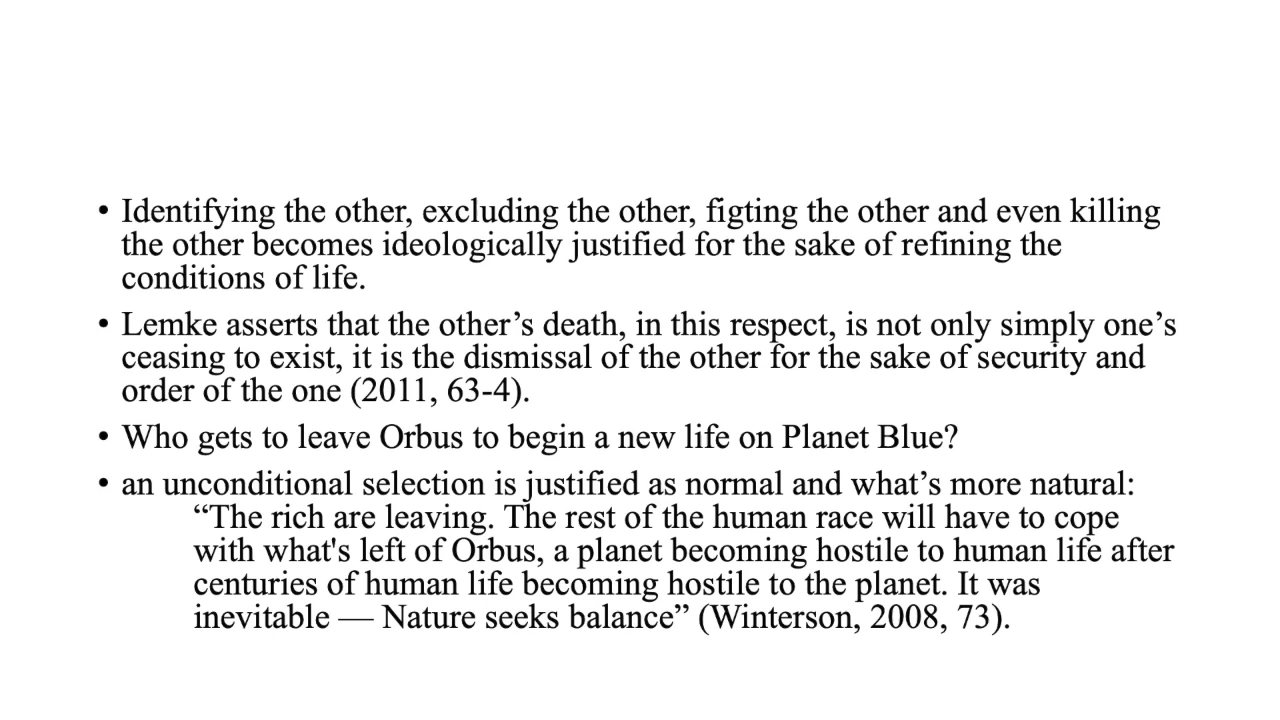 • Identifying the other, excluding the other, figting the other and even killing
the other becomes ideologically justified for the sake of refining the
conditions of life.
• Lemke asserts that the other’s death, in this respect, is not only simply one’s
ceasing to exist, it is the dismissal of the other for the sake of security and
order of the one (2011, 63-4).
• Who gets to leave Orbus to begin a new life on Planet Blue?
• an unconditional selection is justified as normal and what’s more natural:
“The rich are leaving. The rest of the human race will have to cope
with what's left of Orbus, a planet becoming hostile to human life after
centuries of human life becoming hostile to the planet. It was
inevitable — Nature seeks balance” (Winterson, 2008, 73).